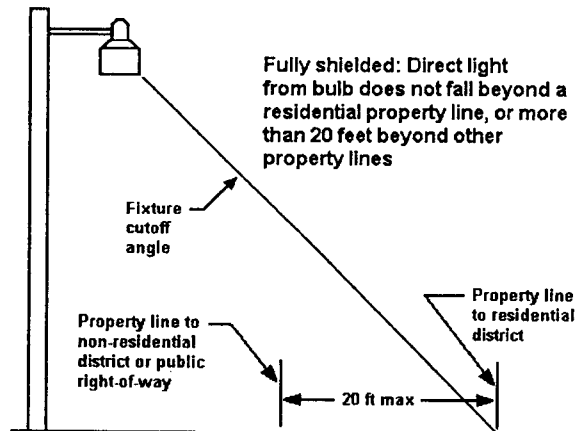 Fully shielded: Direct light
from bulb does not fall beyond a
residential property line, or more
than 20 feet beyond other
property lines
Fixture
cutoff
angle
Property line to
non-residential
district or public
right-of-way
20 ft max
Property line
to residential
district